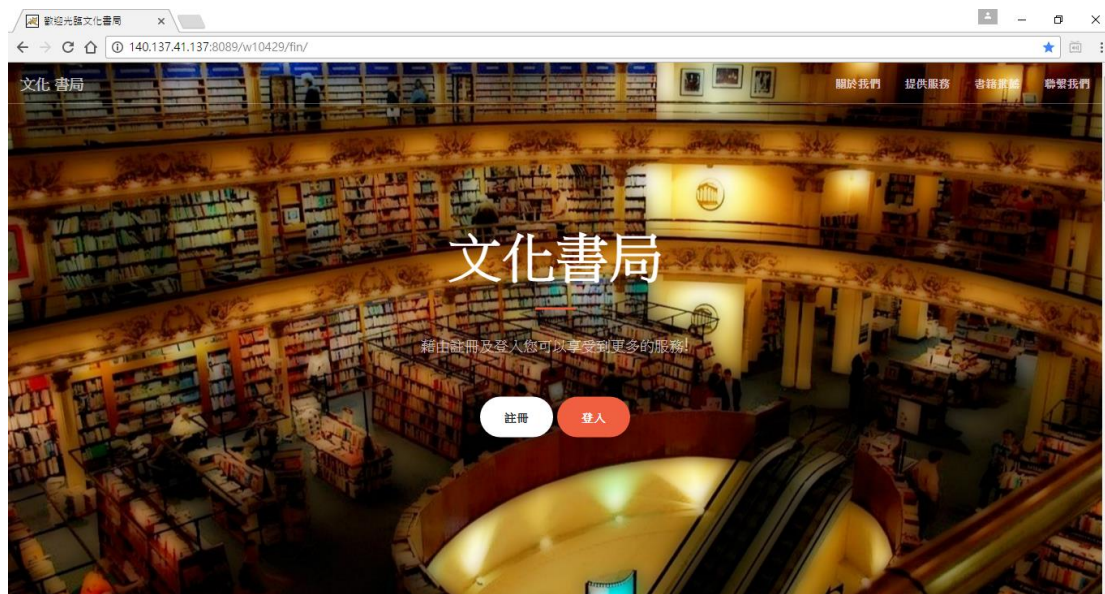 歡迎光臨文化書局
140.137.41.137:8089/w10429/fin/
文化 書局
關於我們 提供服務 書籍推薦 聯繫我們
文化書局
藉由註冊及登入您可以享受到更多的服務!
註冊 登入